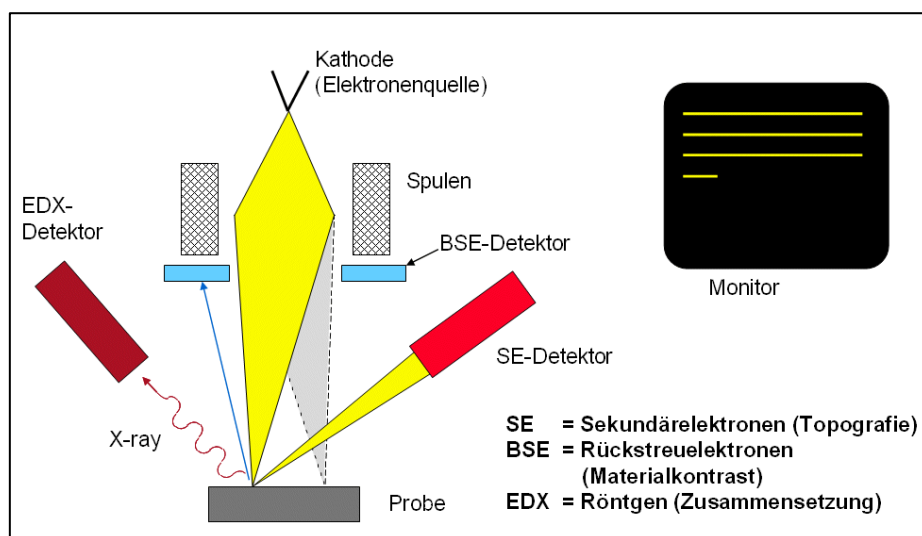 Kathode
(Elektronenquelle)
Spulen
EDX-
Detektor
BSE-Detektor
Monitor
SE-Detektor
X-ray
Probe
SE = Sekundärelektronen (Topografie)
BSE = Rückstreuelektronen
(Materialkontrast)
EDX = Röntgen (Zusammensetzung)